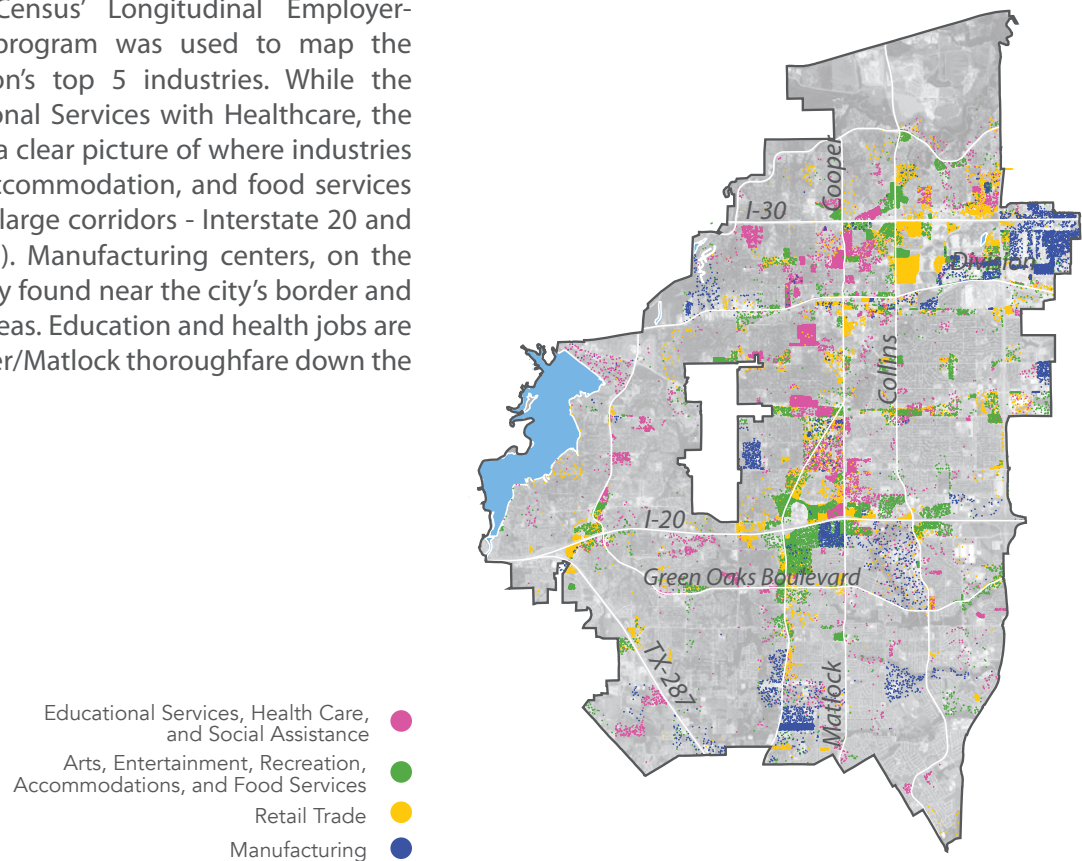 Census’ Longitudinal Employer-
program was used to map the
on’s top 5 industries. While the
onal Services with Healthcare, the
a clear picture of where industries
ccommodation, and food services
large corridors - Interstate 20 and
). Manufacturing centers, on the
y found near the city’s border and
eas. Education and health jobs are
er/Matlock thoroughfare down the
Cooper
I-30
Division
Collins
I-20
Green Oaks Boulevard
TX-287
Matlock
Educational Services, Health Care,
and Social Assistance
Arts, Entertainment, Recreation,
Accommodations, and Food Services
Retail Trade
Manufacturing